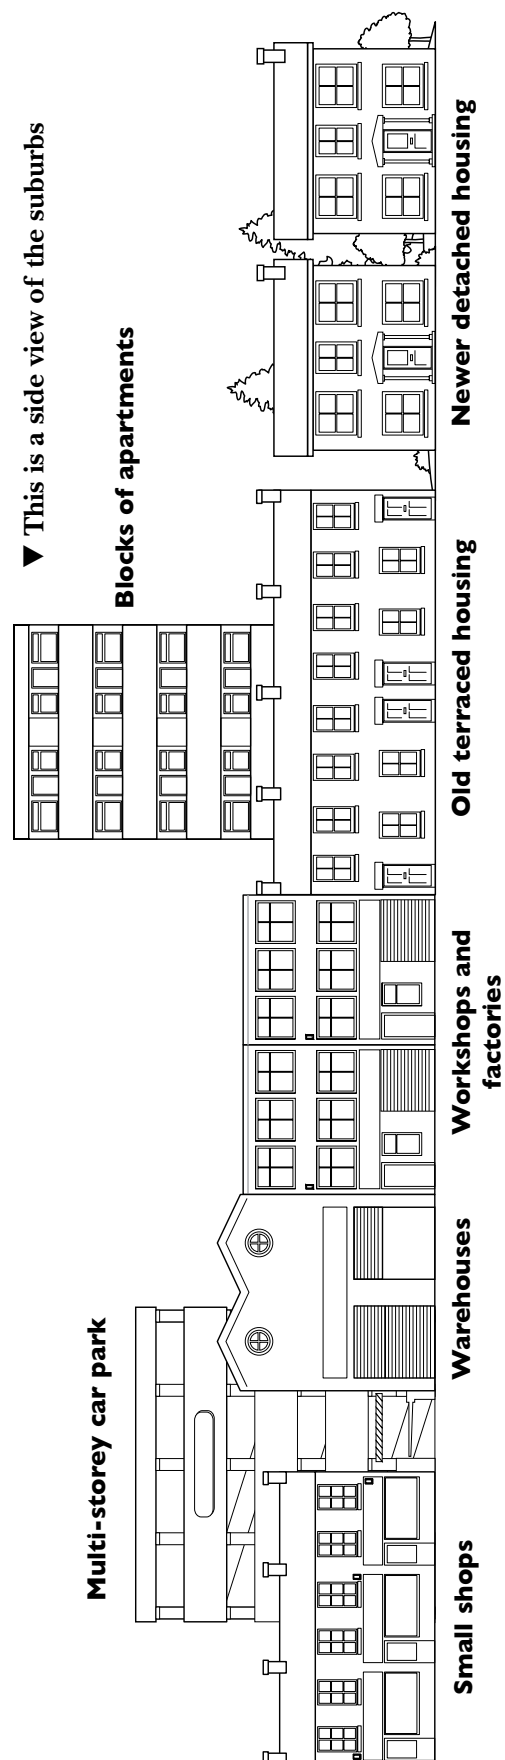 ▼ This is a side view of the suburbs
Multi-storey car park
Blocks of apartments
Small shops
Warehouses
Workshops and
factories
Old terraced housing
Newer detached housing